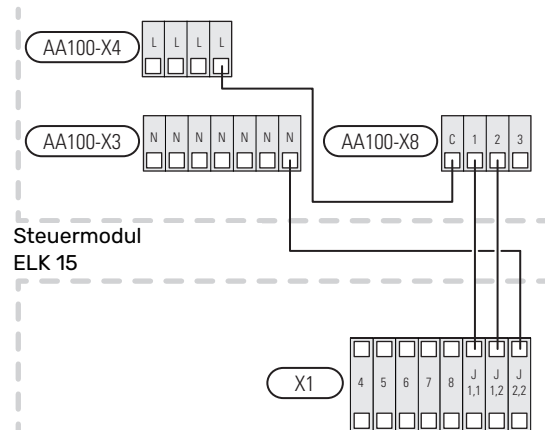 AA100-X4
L L L L
AA100-X3
N N N N N N N
AA100-X8
C 1 2 3
Steuermodul
ELK 15
X1
4 5 6 7 8 J 1,1 J 1,2 J 2,2